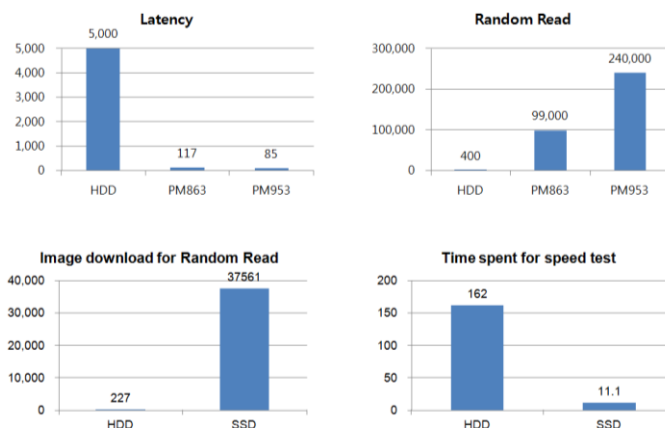 Latency
5,000
5,000
4,000
3,000
2,000
1,000
0
117
85
HDD
PM863
PM953
Random Read
300,000
200,000
100,000
0
400
99,000
240,000
HDD
PM863
PM953
Image download for Random Read
40,000
30,000
20,000
10,000
0
227
37561
HDD
SSD
Time spent for speed test
200
150
100
50
0
162
11.1
HDD
SSD